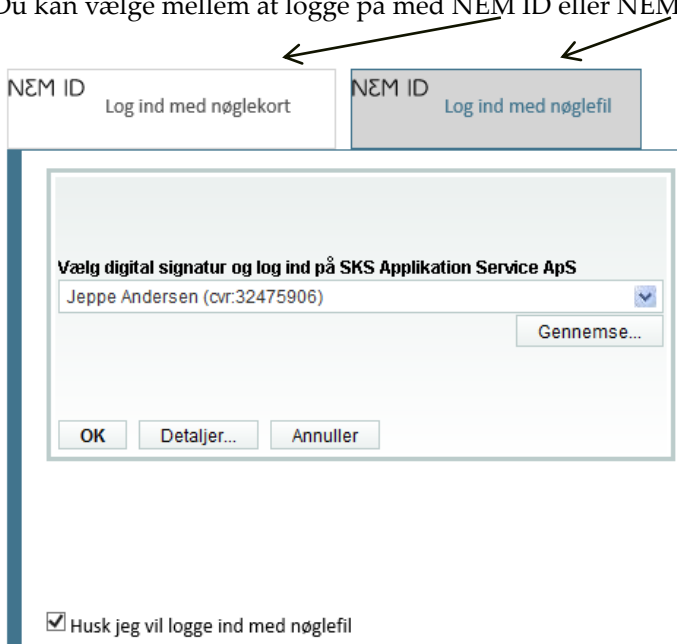 Du kan vælge mellem at logge på med NEM ID eller NEM
NEM ID
Log ind med nøglekort
NEM ID
Log ind med nøglefil
Vælg digital signatur og log ind på SKS Applikation Service ApS
Jeppe Andersen (cvr:32475906)
Gennemse...
OK Detaljer... Annuller
Husk jeg vil logge ind med nøglefil